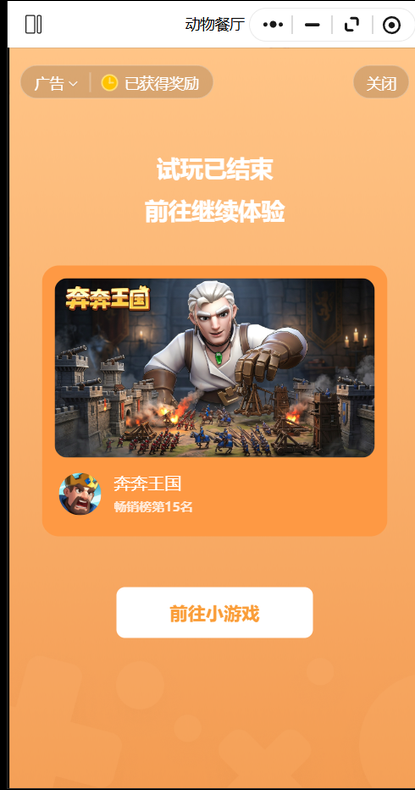 动物餐厅
广告
已获得奖励
关闭
试玩已结束
前往继续体验
奔奔王国
奔奔王国
畅销榜第15名
前往小游戏